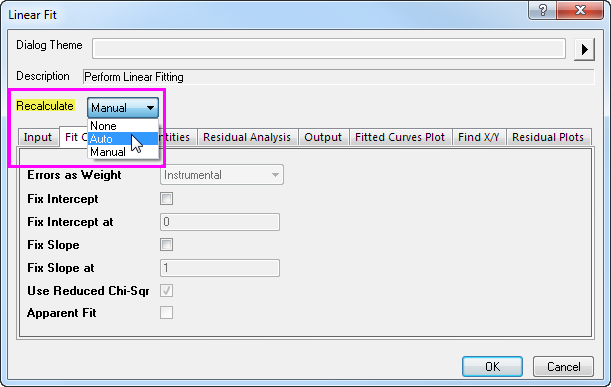 Linear Fit
Dialog Theme
Description Perform Linear Fitting
Recalculate Manual
None
Auto
Manual
Input Fit C ntities Residual Analysis Output Fitted Curves Plot Find X/Y Residual Plots
Errors as Weight Instrumental
Fix Intercept
Fix Intercept at 0
Fix Slope
Fix Slope at 1
Use Reduced Chi-Sqr
Apparent Fit
OK Cancel